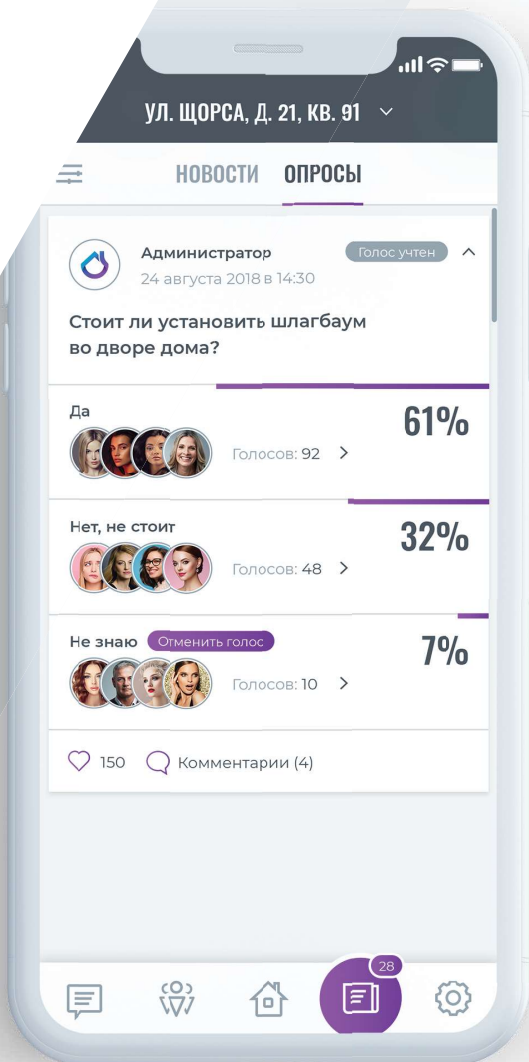 УЛ. ЩОРСА, Д. 21, КВ. 91
НОВОСТИ ОПРОСЫ
Администратор Голос учтен
24 августа 2018 в 14:30
Стоит ли установить шлагбаум
во дворе дома?
Да 61%
Голосов: 92
Нет, не стоит 32%
Голосов: 48
Не знаю Отменить голос 7%
Голосов: 10
150 Комментарии (4)
28